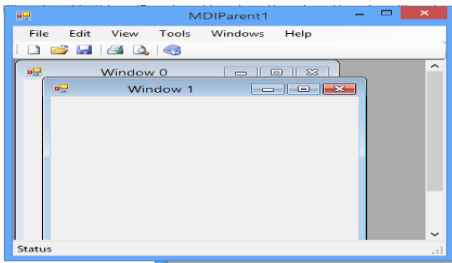 MDIParent1
File Edit View Tools Windows Help
Window 0
Window 1
Status